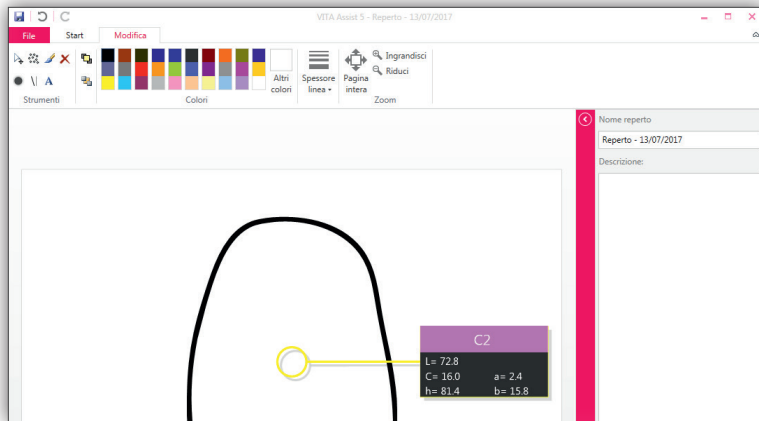 VITA Assist 5 - Reperto - 13/07/2017
File Start Modifica
Ingrandisci
Riduci
Altri colori
Spessore linea
Pagina intera
A
Strumenti
Colori
Zoom
Nome reperto
Reperto - 13/07/2017
Descrizione:
C2
L= 72.8
C= 16.0 a= 2.4
h= 81.4 b= 15.8